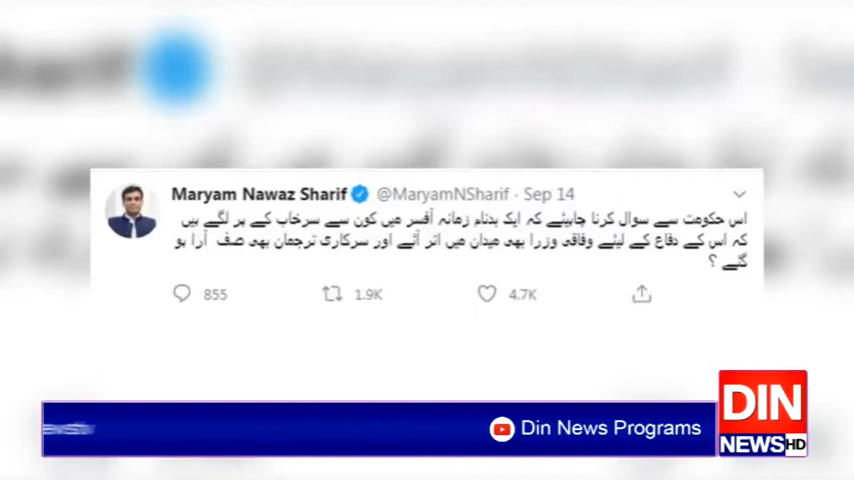 Maryam Nawaz Sharif @MaryamNSharif · Sep 14
اس حکومت سے سوال کرنا چاہیئے کہ ایک بدنام زمانہ آفسر میں کون سے سرخاب کے پر لگے ہیں
کہ اس کے دفاع کے لیئے وفاقی وزرا بھی میدان میں اتر آئے اور سرکاری ترجمان بھی صف آرا ہو
گئے ؟
855 1.9K 4.7K
Din News Programs
DIN
NEWS HD